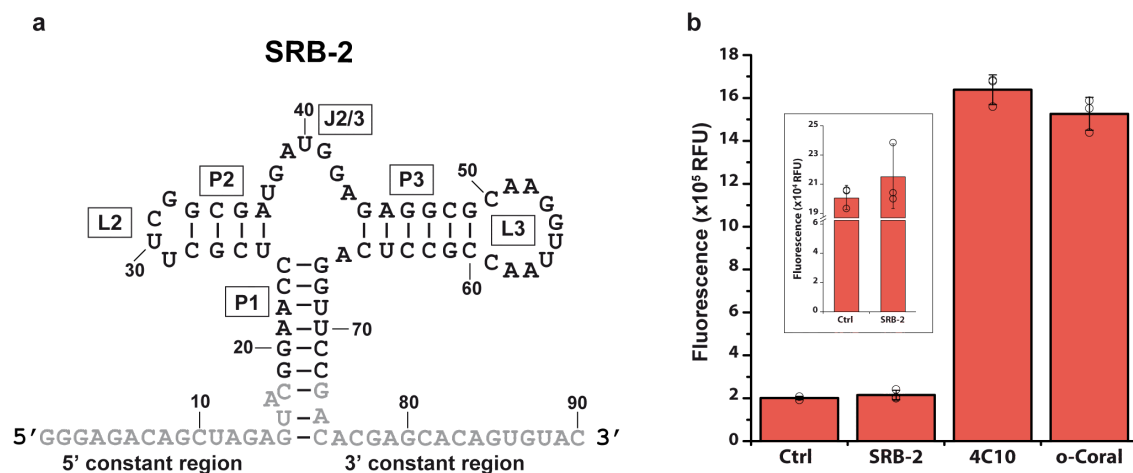 a
SRB-2
40 J2/3
A U G
G G
U A
P2 P3 50
G G C G A G A G G C G C A A G
L2 C G
30 U U C G C U A C U C C G C C A A U U
L3
60
C – G
C – G
P1 A – U
A – U 70
20 G – C
G – C
A C – G
U – A
10 80 90
5' GGGAGACAGCUAGAG – CACGAGCACAGUGUAC 3'
5' constant region 3' constant region
b
Fluorescence (x10⁵ RFU)
18
16
14
12
10
8
6
4
2
0
Ctrl SRB-2 4C10 o-Coral
Fluorescence (x10⁴ RFU)
25
23
21
19
6
4
2
0
Ctrl SRB-2